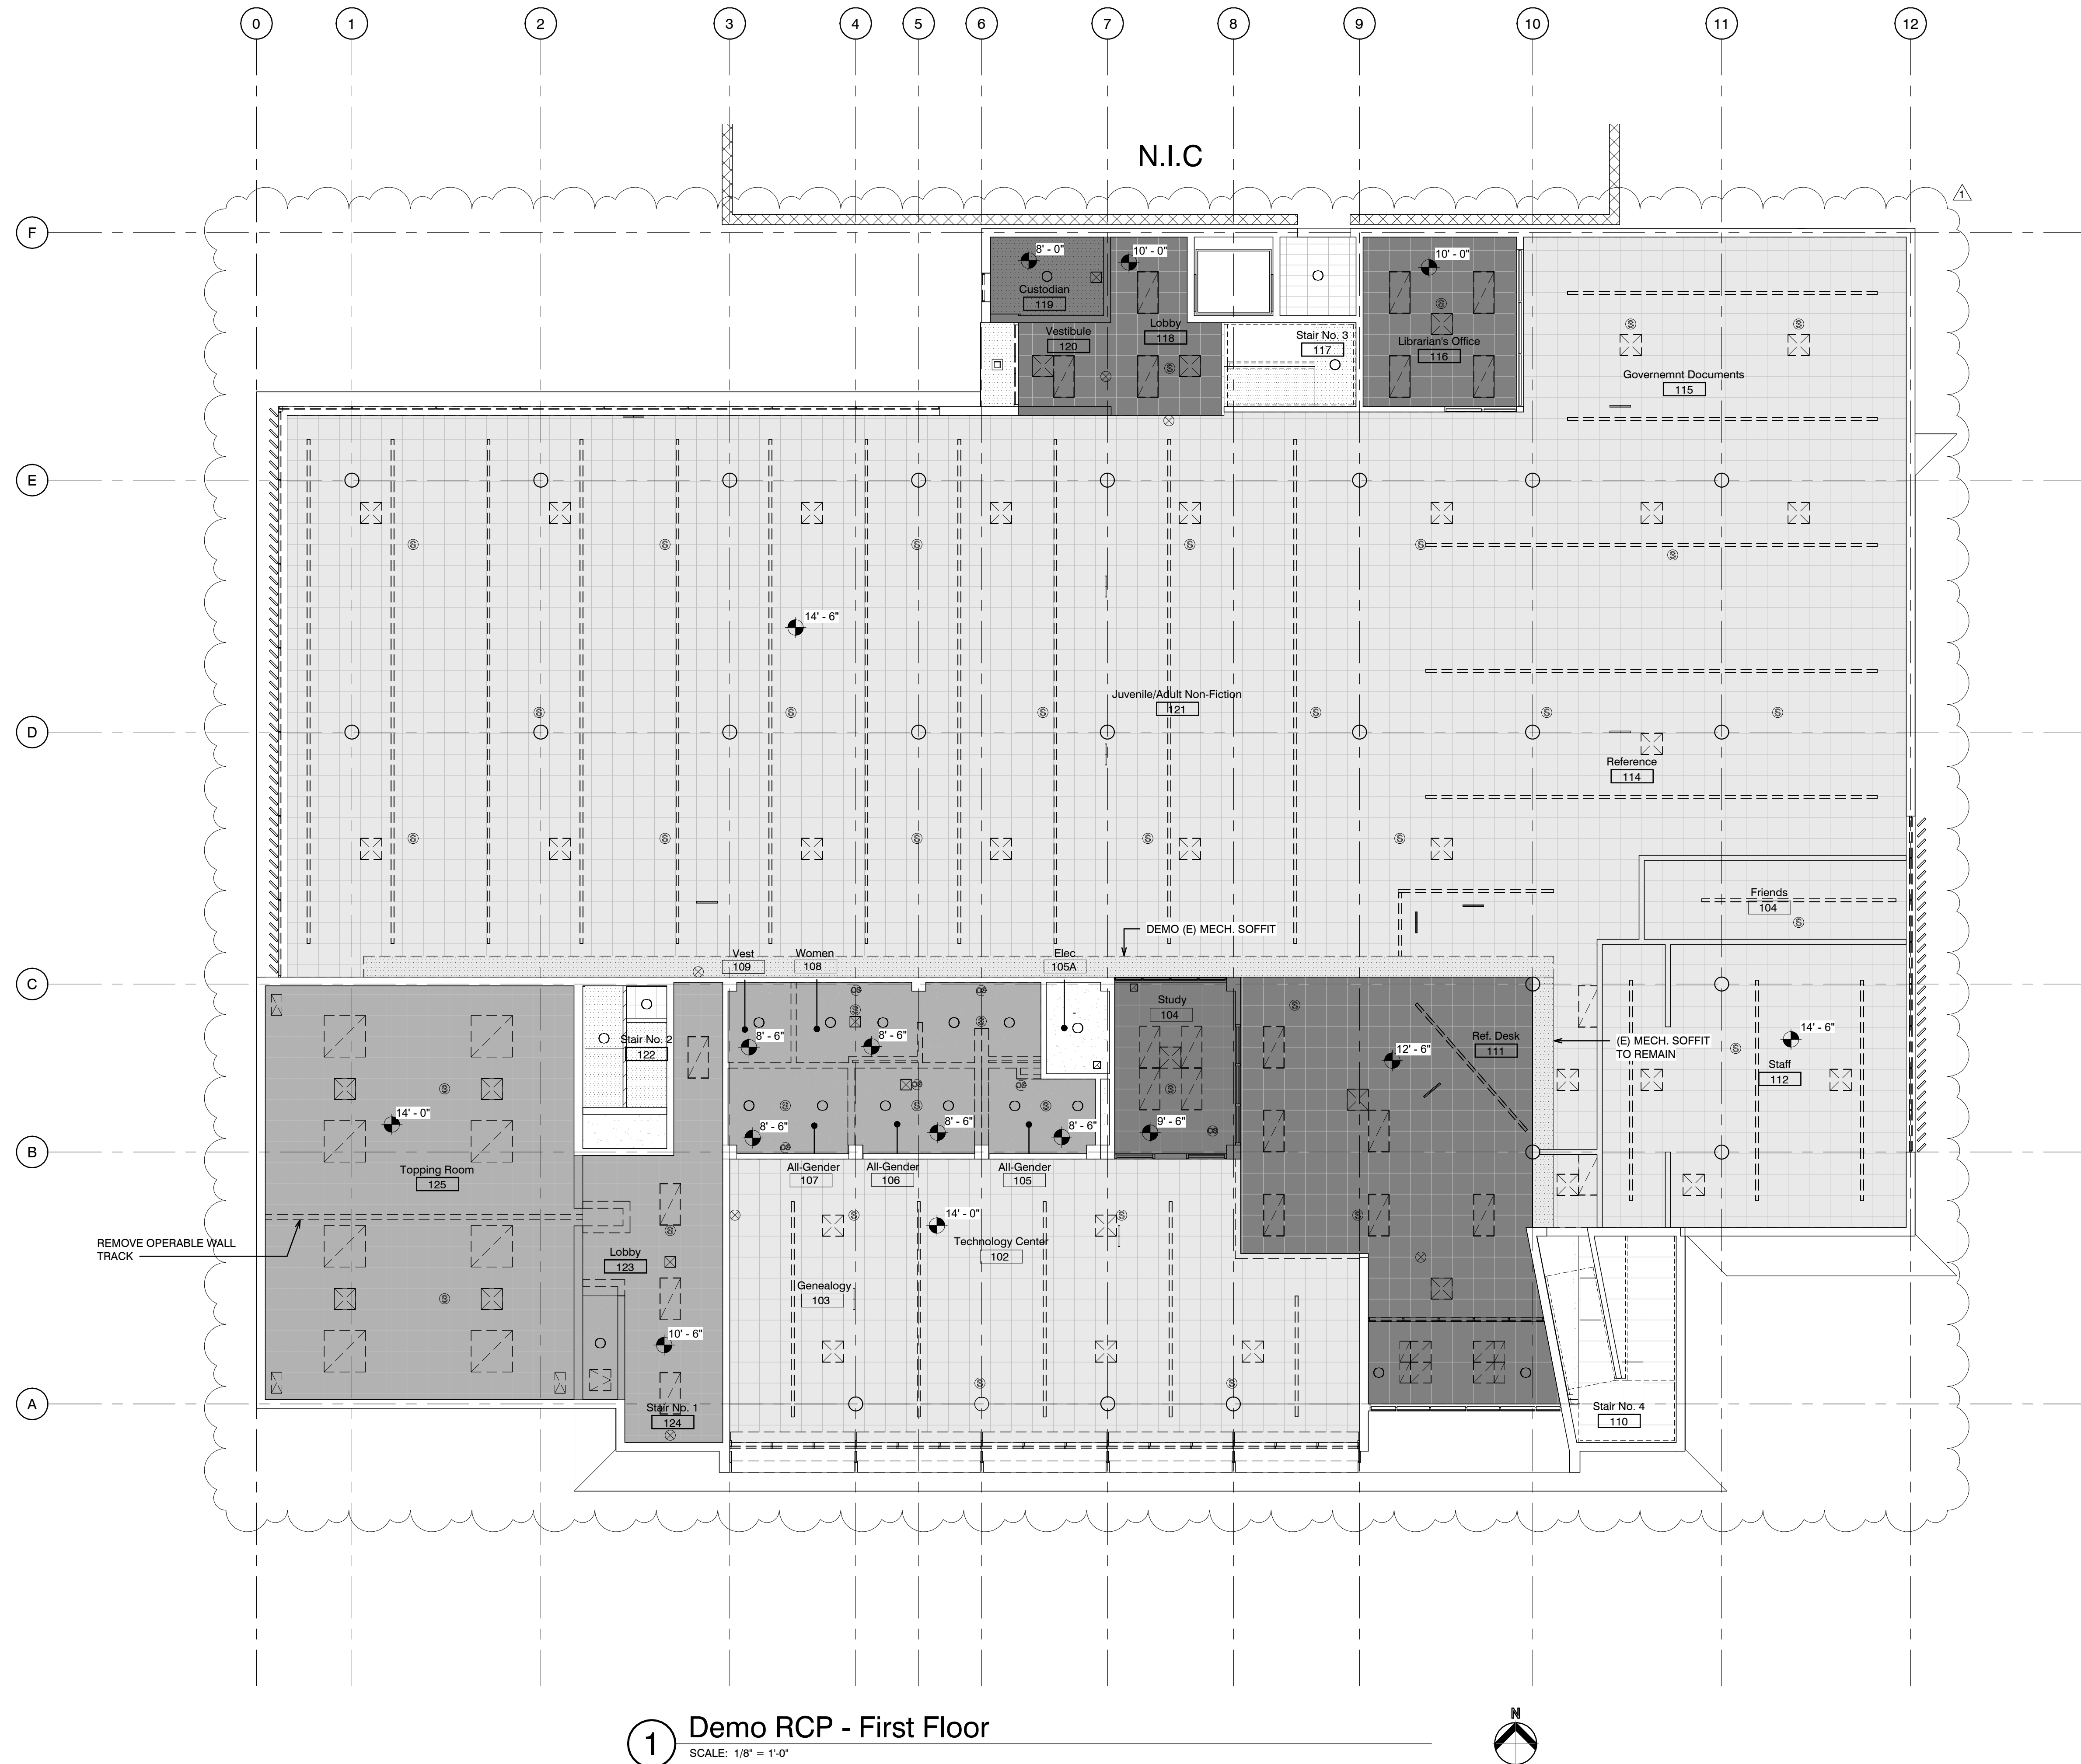 0 1 2 3 4 5 6 7 8 9 10 11 12
N.I.C
1
F
8' - 0"
10' - 0"
10' - 0"
Custodian
119
Vestibule
120
Lobby
118
Stair No. 3
117
Librarian's Office
116
Governemnt Documents
115
E
14' - 6"
Juvenile/Adult Non-Fiction
121
D
Reference
114
Friends
104
DEMO (E) MECH. SOFFIT
Vest
109
Women
108
Elec
105A
C
Study
104
Stair No. 2
122
8' - 6"
8' - 6"
Ref. Desk
111
12' - 6"
14' - 6"
(E) MECH. SOFFIT
TO REMAIN
Staff
112
14' - 0"
8' - 6"
8' - 6"
8' - 6"
9' - 6"
B
Topping Room
125
All-Gender
107
All-Gender
106
All-Gender
105
14' - 0"
Technology Center
102
REMOVE OPERABLE WALL
TRACK
Lobby
123
Genealogy
103
10' - 6"
A
Stair No. 1
124
Stair No. 4
110
1
Demo RCP - First Floor
SCALE: 1/8" = 1'-0"
N